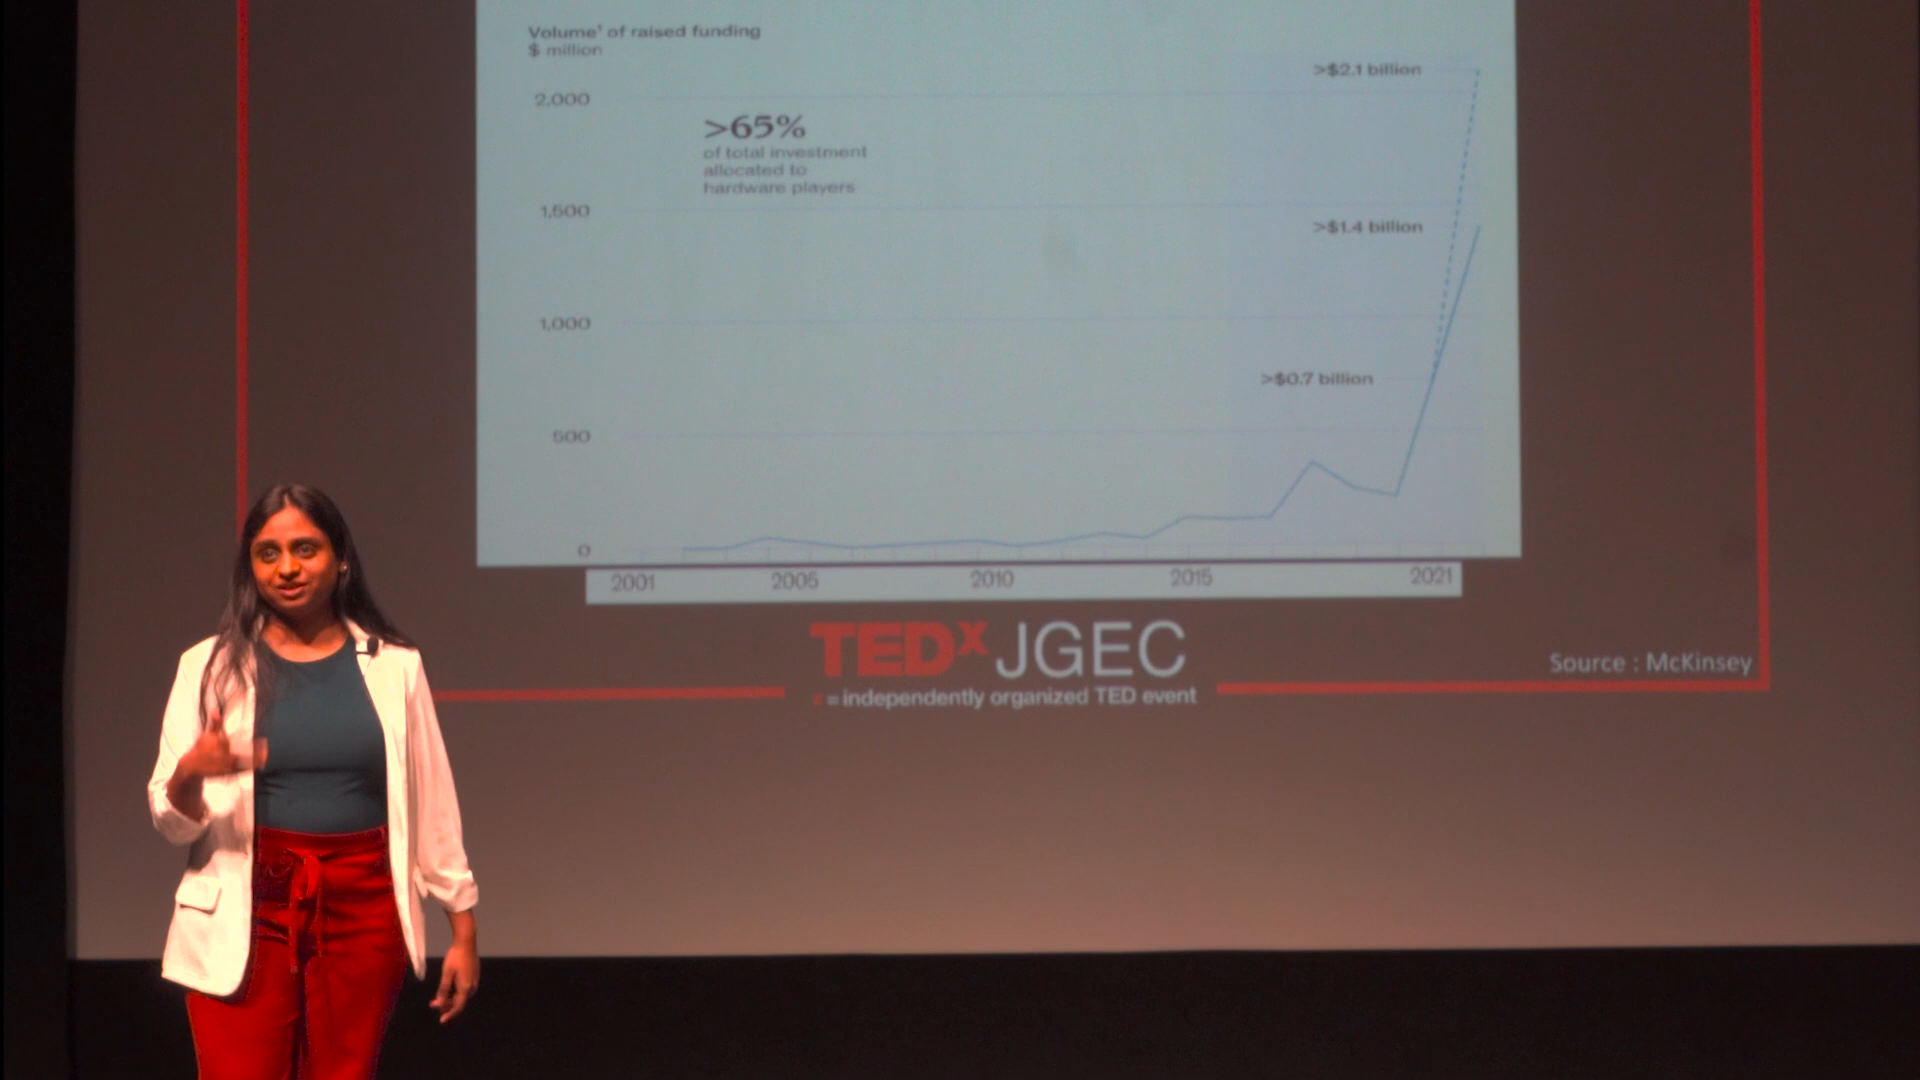 Volume¹ of raised funding
$ million
>$2.1 billion
2,000
>65%
of total investment
allocated to
hardware players
1,500
>$1.4 billion
1,000
>$0.7 billion
500
0
2001 2005 2010 2015 2021
TEDx JGEC
x = independently organized TED event
Source : McKinsey